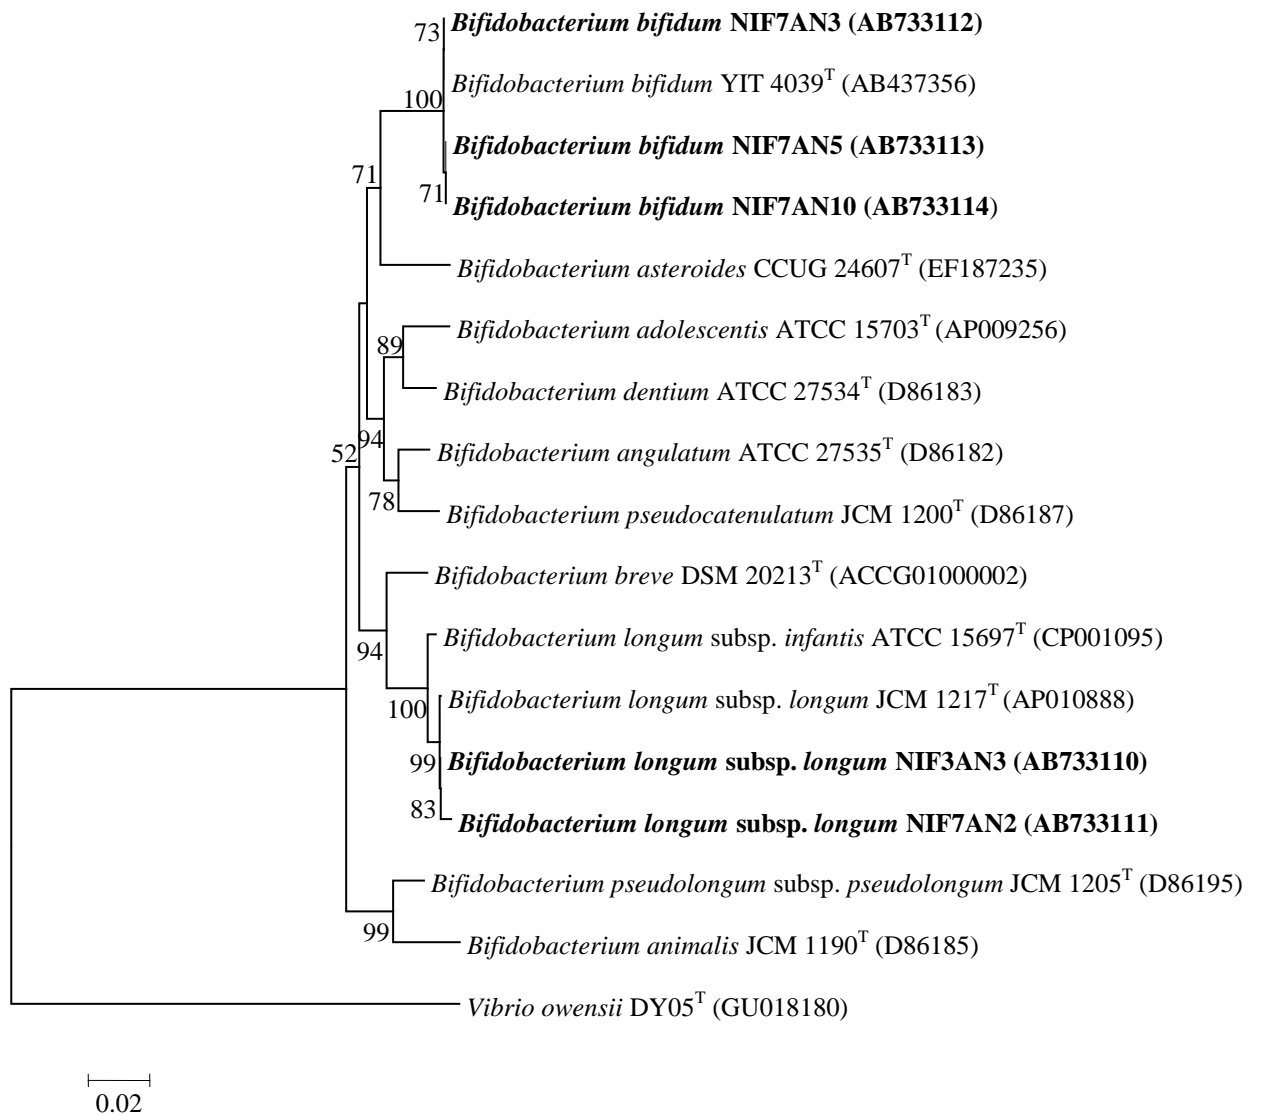 Bifidobacterium bifidum NIF7AN3 (AB733112)
73
Bifidobacterium bifidum YIT 4039T (AB437356)
100
Bifidobacterium bifidum NIF7AN5 (AB733113)
71
71
Bifidobacterium bifidum NIF7AN10 (AB733114)
Bifidobacterium asteroides CCUG 24607T (EF187235)
Bifidobacterium adolescentis ATCC 15703T (AP009256)
89
Bifidobacterium dentium ATCC 27534T (D86183)
94
52
Bifidobacterium angulatum ATCC 27535T (D86182)
78
Bifidobacterium pseudocatenulatum JCM 1200T (D86187)
Bifidobacterium breve DSM 20213T (ACCG01000002)
94
Bifidobacterium longum subsp. infantis ATCC 15697T (CP001095)
100
Bifidobacterium longum subsp. longum JCM 1217T (AP010888)
99
Bifidobacterium longum subsp. longum NIF3AN3 (AB733110)
83
Bifidobacterium longum subsp. longum NIF7AN2 (AB733111)
Bifidobacterium pseudolongum subsp. pseudolongum JCM 1205T (D86195)
99
Bifidobacterium animalis JCM 1190T (D86185)
Vibrio owensii DY05T (GU018180)
0.02